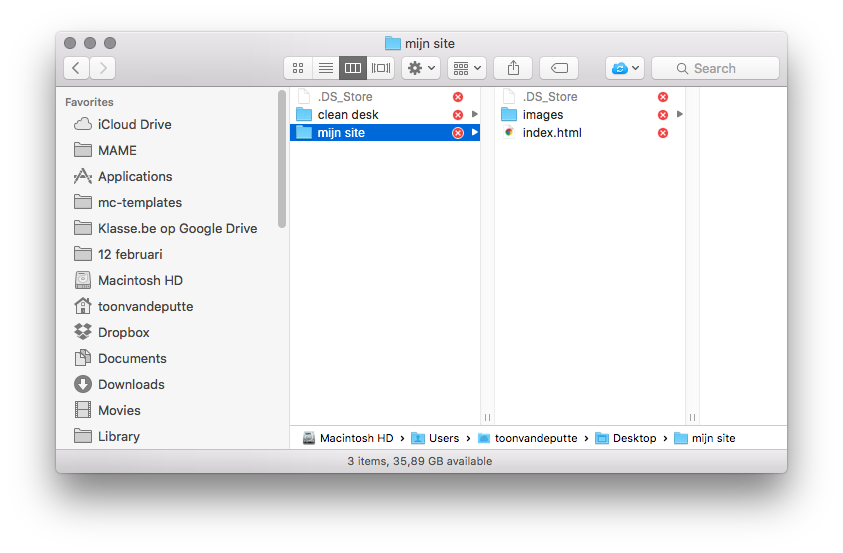 mijn site
Search
Favorites
iCloud Drive
MAME
Applications
mc-templates
Klasse.be op Google Drive
12 februari
Macintosh HD
toonvandeputte
Dropbox
Documents
Downloads
Movies
Library
.DS_Store
clean desk
mijn site
.DS_Store
images
index.html
Macintosh HD › Users › toonvandeputte › Desktop › mijn site
3 items, 35,89 GB available